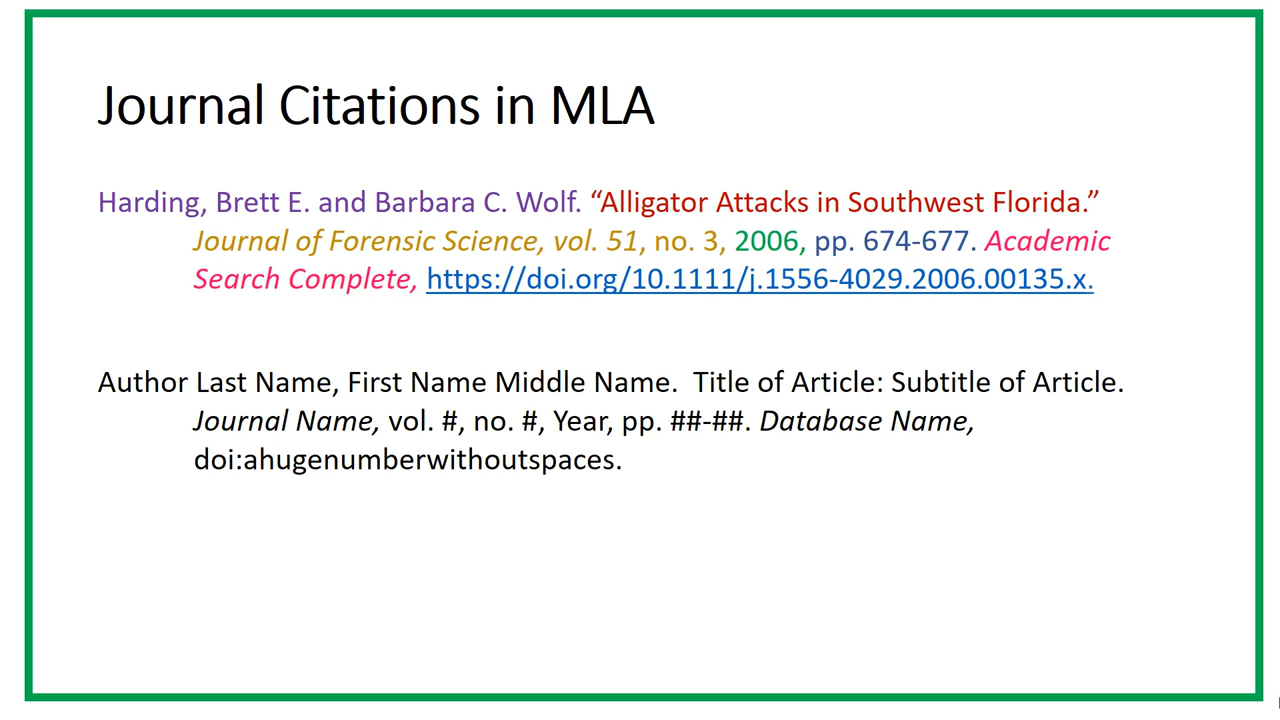 Journal Citations in MLA
Harding, Brett E. and Barbara C. Wolf. “Alligator Attacks in Southwest Florida.”
Journal of Forensic Science, vol. 51, no. 3, 2006, pp. 674-677. Academic
Search Complete, https://doi.org/10.1111/j.1556-4029.2006.00135.x.
Author Last Name, First Name Middle Name.  Title of Article: Subtitle of Article.
Journal Name, vol. #, no. #, Year, pp. ##-##. Database Name,
doi:ahugenumberwithoutspaces.